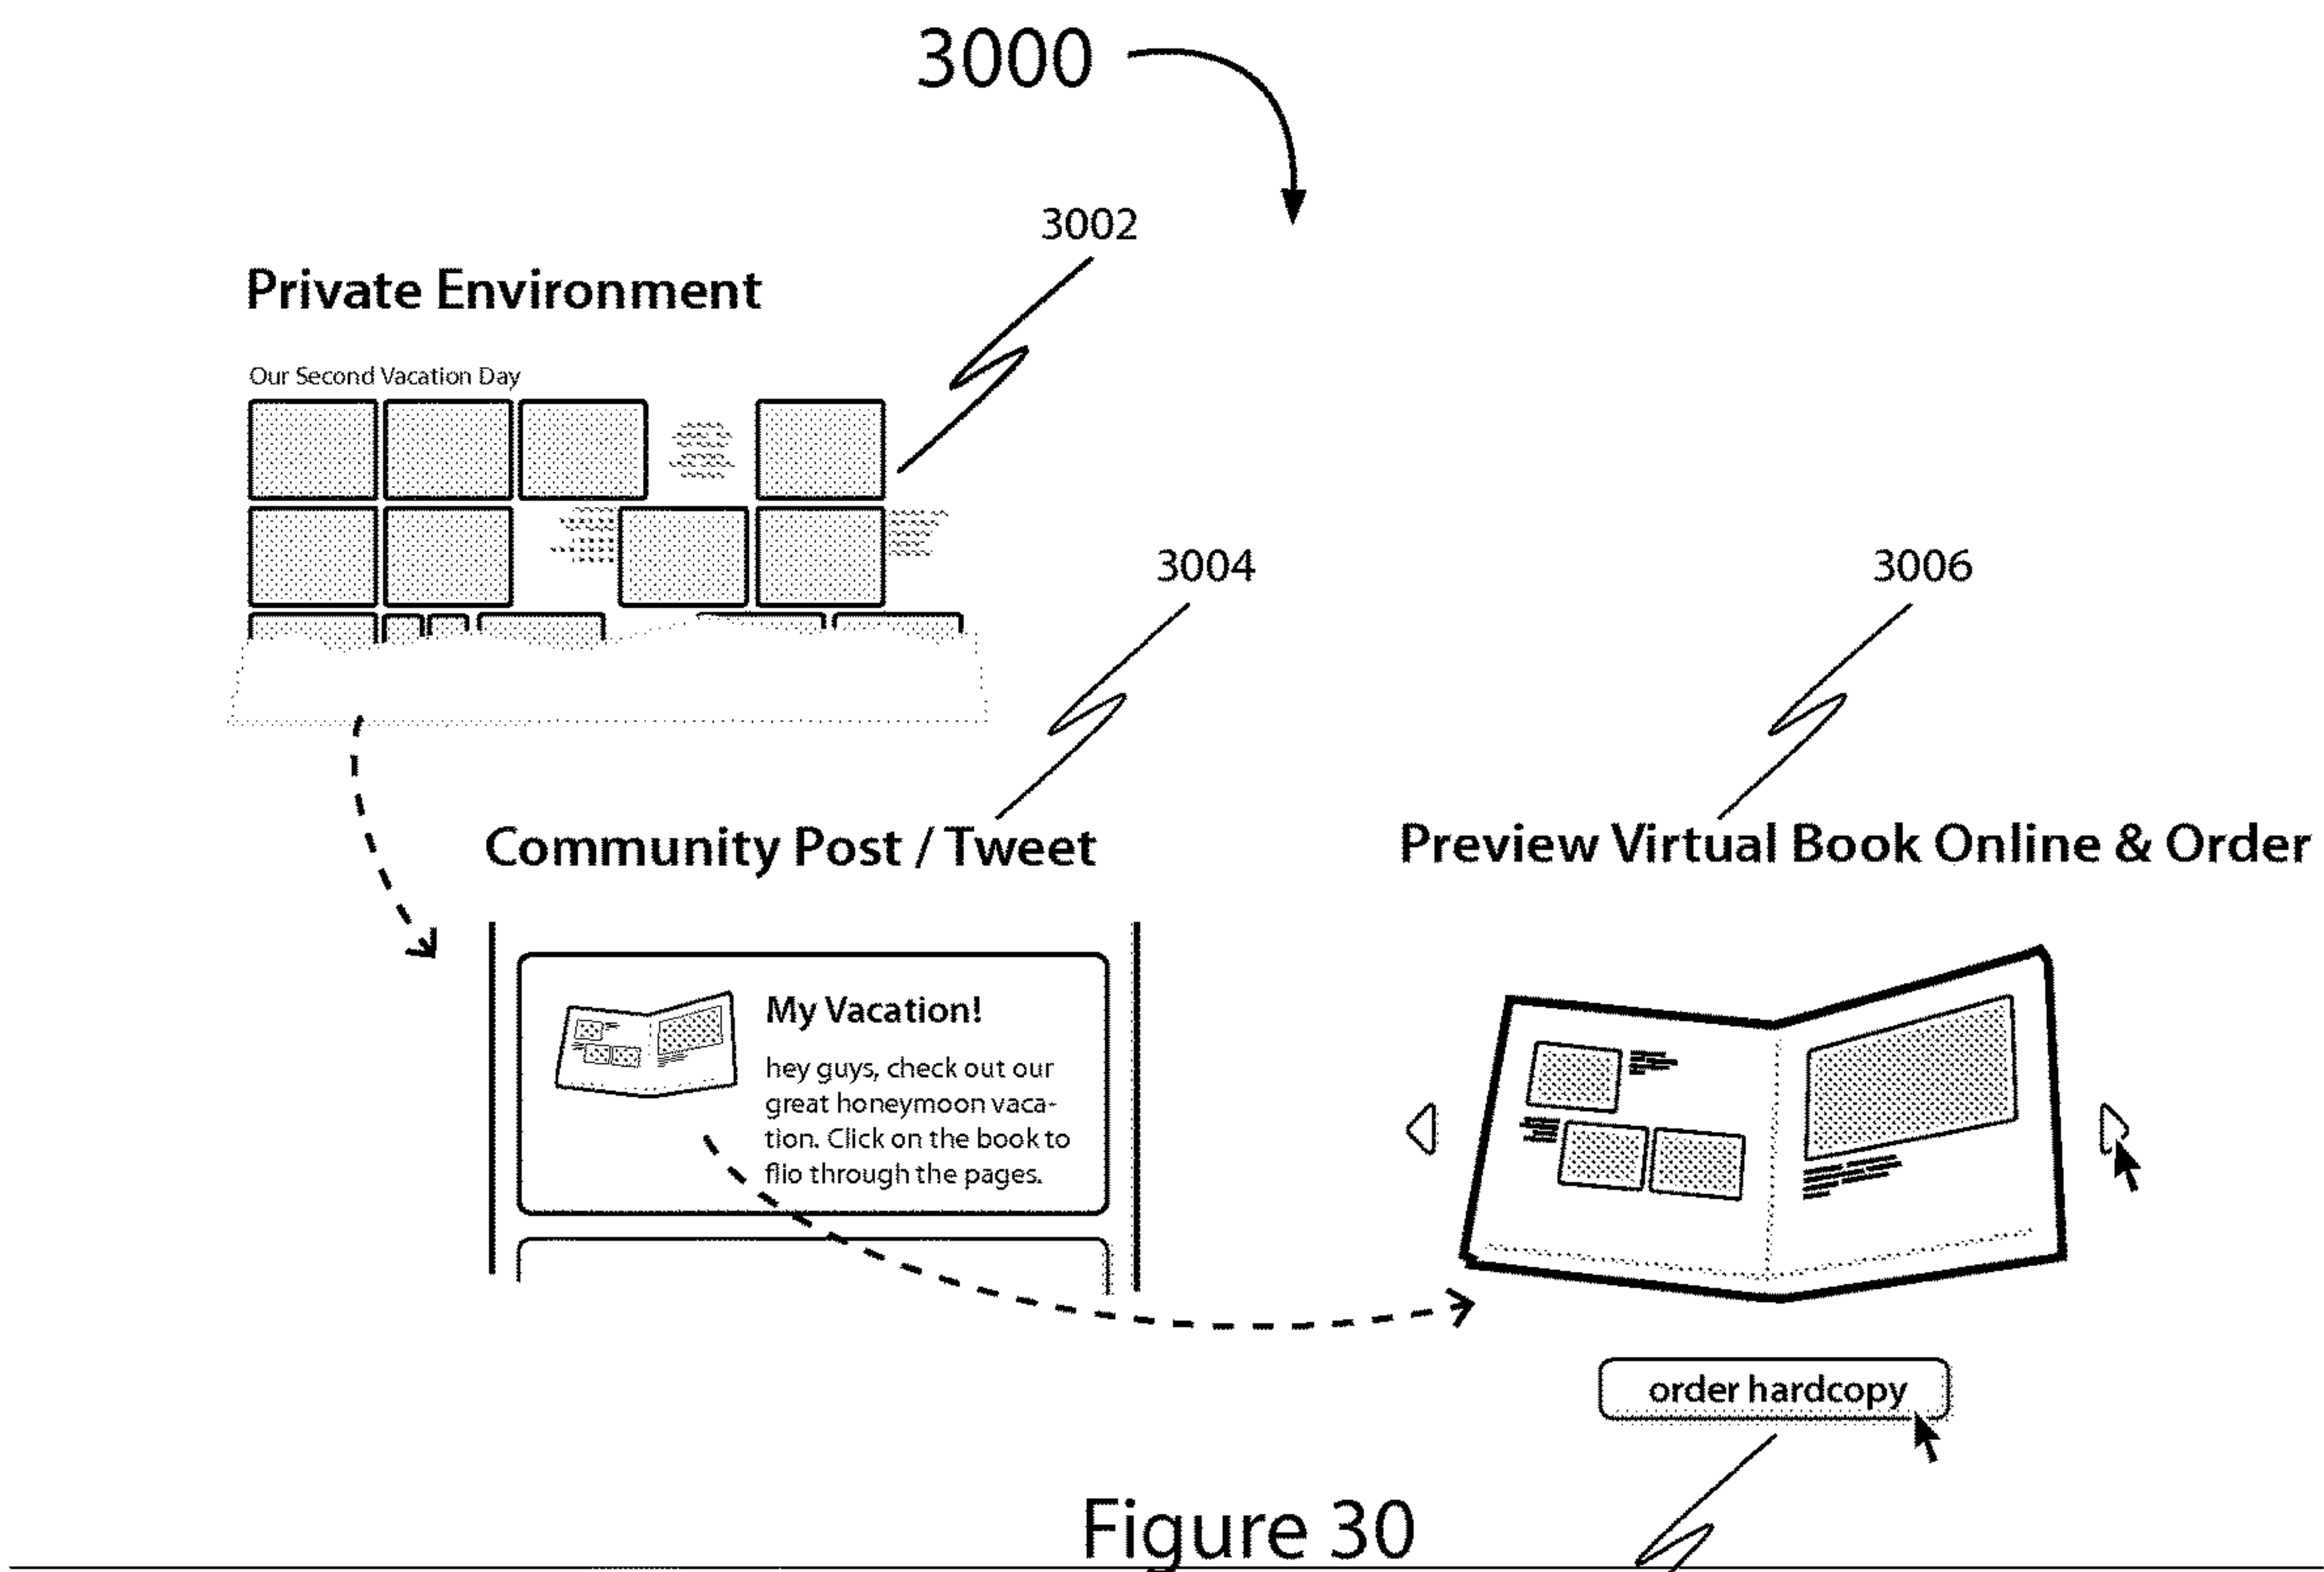 3000
3002
Private Environment
Our Second Vacation Day
3004
3006
Community Post / Tweet
Preview Virtual Book Online & Order
My Vacation!
hey guys, check out our
great honeymoon vaca-
tion. Click on the book to
flio through the pages.
order hardcopy
Figure 30